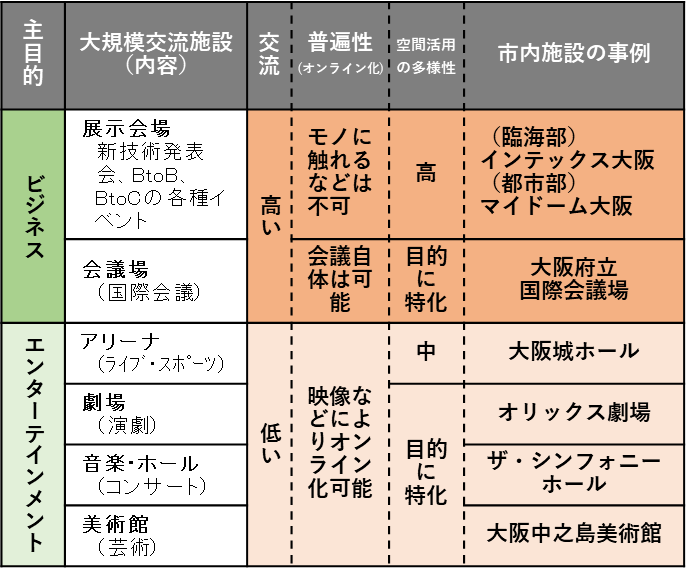 主目的
大規模交流施設
（内容）
交流
普遍性
(オンライン化)
空間活用
の多様性
市内施設の事例
ビジネス
展示会場
新技術発表
会、BtoB、
BtoCの各種イ
ベント
高い
モノに
触れる
などは
不可
高
（臨海部）
インテックス大阪
（都市部）
マイドーム大阪
会議場
（国際会議）
会議自
体は可
能
目的
に
特化
大阪府立
国際会議場
エンターテインメント
アリーナ
（ﾗｲﾌﾞ・ｽﾎﾟｰﾂ）
低い
映像な
どによ
りオン
ライン
化可能
中
大阪城ホール
劇場
（演劇）
目的
に
特化
オリックス劇場
音楽・ホール
（コンサート）
ザ・シンフォニー
ホール
美術館
（芸術）
大阪中之島美術館